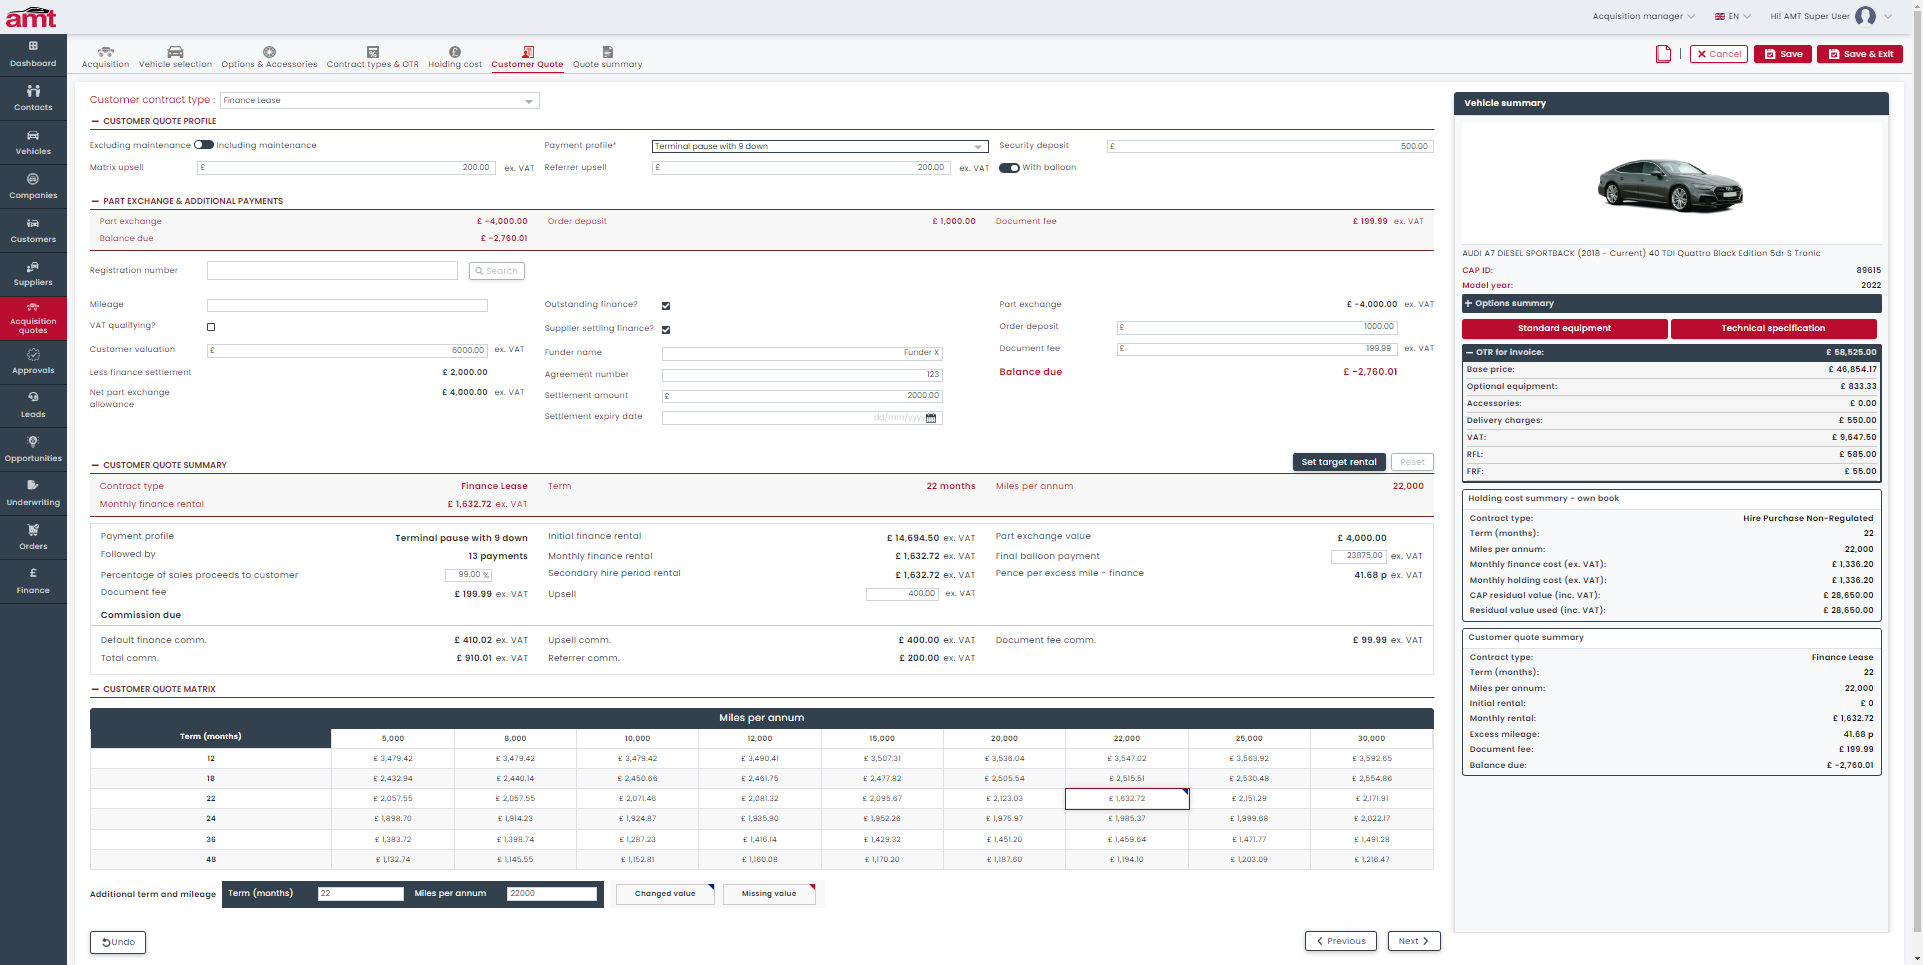 amt
Acquisition manager
EN
Hi! AMT Super User
Dashboard
Contacts
Vehicles
Companies
Customers
Suppliers
Acquisition quotes
Approvals
Leads
Opportunities
Underwriting
Orders
£
Finance
Acquisition Vehicle selection Options & Accessories Contract types & OTR Holding cost Customer Quote Quote summary
Cancel Save Save & Exit
Customer contract type : Finance Lease
CUSTOMER QUOTE PROFILE
Excluding maintenance Including maintenance Payment profile* Terminal pause with 9 down Security deposit £ 500.00
Matrix upsell £ 200.00 ex. VAT Referrer upsell £ 200.00 ex. VAT With balloon
PART EXCHANGE & ADDITIONAL PAYMENTS
Part exchange £ -4,000.00 Order deposit £ 1,000.00 Document fee £ 199.99 ex. VAT
Balance due £ -2,760.01
Registration number Search
Mileage Outstanding finance? Part exchange £ -4,000.00 ex. VAT
VAT qualifying? Supplier settling finance? Order deposit £ 1000.00
Customer valuation £ 6000.00 ex. VAT Funder name Funder X Document fee £ 199.99 ex. VAT
Less finance settlement £ 2,000.00 Agreement number 123 Balance due £ -2,760.01
Net part exchange allowance £ 4,000.00 ex. VAT Settlement amount £ 2000.00
Settlement expiry date dd/mm/yyyy
CUSTOMER QUOTE SUMMARY Set target rental Reset
Contract type Finance Lease Term 22 months Miles per annum 22,000
Monthly finance rental £ 1,632.72 ex. VAT
Payment profile Terminal pause with 9 down Initial finance rental £ 14,694.50 ex. VAT Part exchange value £ 4,000.00
Followed by 13 payments Monthly finance rental £ 1,632.72 ex. VAT Final balloon payment 23875.00 ex. VAT
Percentage of sales proceeds to customer 99.00 % Secondary hire period rental £ 1,632.72 ex. VAT Pence per excess mile - finance 41.68 p ex. VAT
Document fee £ 199.99 ex. VAT Upsell 400.00 ex. VAT
Commission due
Default finance comm. £ 410.02 ex. VAT Upsell comm. £ 400.00 ex. VAT Document fee comm. £ 99.99 ex. VAT
Total comm. £ 910.01 ex. VAT Referrer comm. £ 200.00 ex. VAT
CUSTOMER QUOTE MATRIX
Miles per annum
Term (months) 5,000 8,000 10,000 12,000 15,000 20,000 22,000 25,000 30,000
12 £ 3,479.42 £ 3,479.42 £ 3,479.42 £ 3,490.41 £ 3,507.31 £ 3,536.04 £ 3,547.02 £ 3,563.92 £ 3,592.65
18 £ 2,432.94 £ 2,440.14 £ 2,450.66 £ 2,461.75 £ 2,477.82 £ 2,505.54 £ 2,515.51 £ 2,530.48 £ 2,554.86
22 £ 2,057.55 £ 2,057.55 £ 2,071.46 £ 2,081.32 £ 2,095.67 £ 2,123.03 £ 1,632.72 £ 2,151.29 £ 2,171.91
24 £ 1,898.70 £ 1,914.23 £ 1,924.87 £ 1,935.90 £ 1,952.26 £ 1,975.97 £ 1,985.37 £ 1,999.68 £ 2,022.17
36 £ 1,383.72 £ 1,398.74 £ 1,287.23 £ 1,416.14 £ 1,429.32 £ 1,451.20 £ 1,459.64 £ 1,471.77 £ 1,491.28
48 £ 1,132.74 £ 1,145.55 £ 1,152.81 £ 1,160.08 £ 1,170.20 £ 1,187.60 £ 1,194.10 £ 1,203.09 £ 1,216.47
Additional term and mileage Term (months) 22 Miles per annum 22000 Changed value Missing value
Undo Previous Next
Vehicle summary
AUDI A7 DIESEL SPORTBACK (2018 - Current) 40 TDI Quattro Black Edition 5dr S Tronic
CAP ID: 89615
Model year: 2022
Options summary
Standard equipment Technical specification
OTR for invoice: £ 58,525.00
Base price: £ 46,854.17
Optional equipment: £ 833.33
Accessories: £ 0.00
Delivery charges: £ 550.00
VAT: £ 9,647.50
RFL: £ 585.00
FRF: £ 55.00
Holding cost summary - own book
Contract type: Hire Purchase Non-Regulated
Term (months): 22
Miles per annum: 22,000
Monthly finance cost (ex. VAT): £ 1,336.20
Monthly holding cost (ex. VAT): £ 1,336.20
CAP residual value (inc. VAT): £ 28,650.00
Residual value used (inc. VAT): £ 28,650.00
Customer quote summary
Contract type: Finance Lease
Term (months): 22
Miles per annum: 22,000
Initial rental: £ 0
Monthly rental: £ 1,632.72
Excess mileage: 41.68 p
Document fee: £ 199.99
Balance due: £ -2,760.01